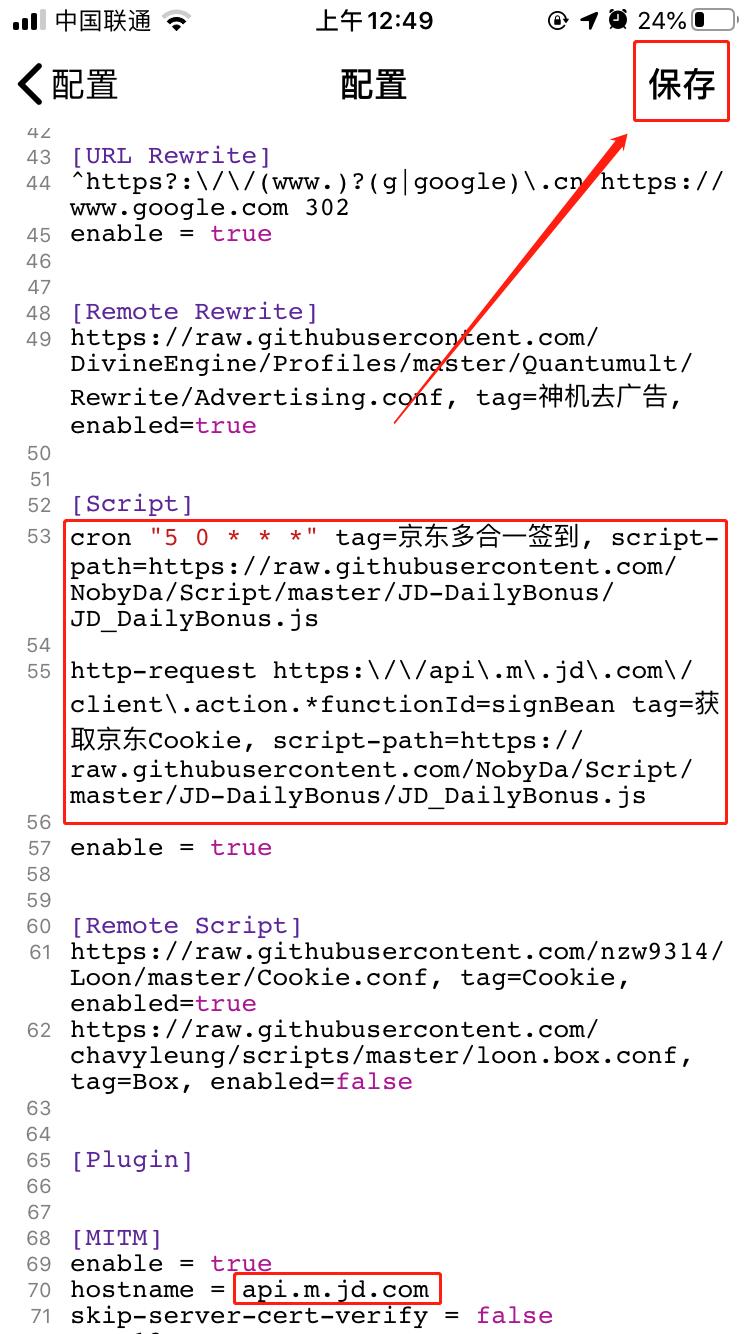 中国联通 上午12:49 24%
配置 配置 保存
42
43 [URL Rewrite]
44 ^https?:\/\/(www.)?(g|google)\.cn https://
www.google.com 302
45 enable = true
46
47
48 [Remote Rewrite]
49 https://raw.githubusercontent.com/
DivineEngine/Profiles/master/Quantumult/
Rewrite/Advertising.conf, tag=神机去广告,
enabled=true
50
51
52 [Script]
53 cron "5 0 * * *" tag=京东多合一签到, script-
path=https://raw.githubusercontent.com/
NobyDa/Script/master/JD-DailyBonus/
JD_DailyBonus.js
54
55 http-request https:\/\/api\.m\.jd\.com\/
client\.action.*functionId=signBean tag=获
取京东Cookie, script-path=https://
raw.githubusercontent.com/NobyDa/Script/
master/JD-DailyBonus/JD_DailyBonus.js
56
57 enable = true
58
59
60 [Remote Script]
61 https://raw.githubusercontent.com/nzw9314/
Loon/master/Cookie.conf, tag=Cookie,
enabled=true
62 https://raw.githubusercontent.com/
chavyleung/scripts/master/loon.box.conf,
tag=Box, enabled=false
63
64
65 [Plugin]
66
67
68 [MITM]
69 enable = true
70 hostname = api.m.jd.com
71 skip-server-cert-verify = false